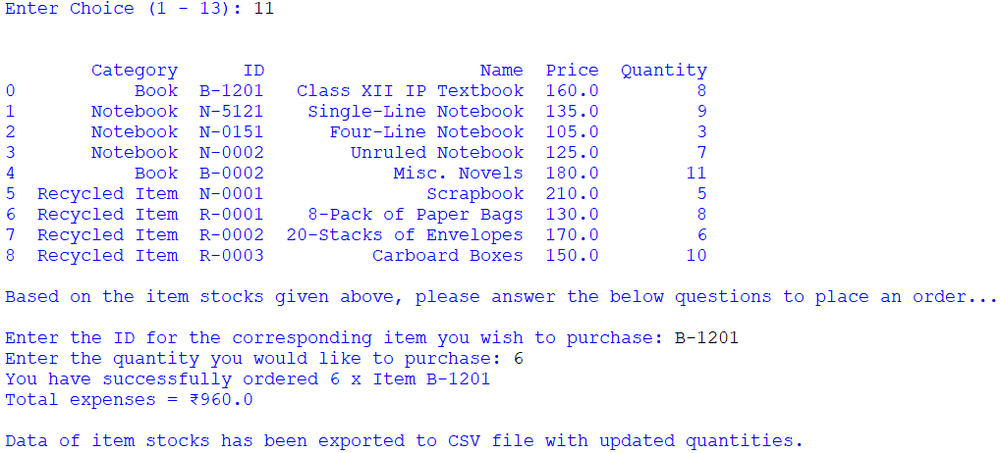 Enter Choice (1 - 13): 11
Category ID Name Price Quantity
0 Book B-1201 Class XII IP Textbook 160.0 8
1 Notebook N-5121 Single-Line Notebook 135.0 9
2 Notebook N-0151 Four-Line Notebook 105.0 3
3 Notebook N-0002 Unruled Notebook 125.0 7
4 Book B-0002 Misc. Novels 180.0 11
5 Recycled Item N-0001 Scrapbook 210.0 5
6 Recycled Item R-0001 8-Pack of Paper Bags 130.0 8
7 Recycled Item R-0002 20-Stacks of Envelopes 170.0 6
8 Recycled Item R-0003 Carboard Boxes 150.0 10
Based on the item stocks given above, please answer the below questions to place an order...
Enter the ID for the corresponding item you wish to purchase: B-1201
Enter the quantity you would like to purchase: 6
You have successfully ordered 6 x Item B-1201
Total expenses = ₹960.0
Data of item stocks has been exported to CSV file with updated quantities.